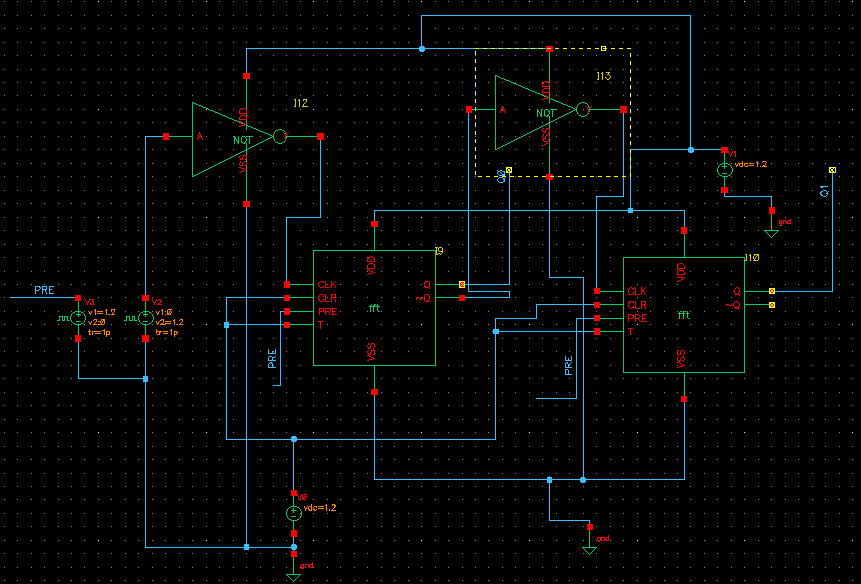 I12
I13
VDD
A
NOT
VSS
VDD
A
NOT
VSS
Q0
V1
vdc=1.2
gnd
Q1
PRE
V3
v1=1.2
v2:0
tr=1p
V2
v1:0
v2=1.2
tr=1p
I9
VDD
CLK
CLR
PRE
T
Q
~Q
fft
VSS
PRE
I10
VDD
CLK
CLR
PRE
T
Q
~Q
fft
VSS
PRE
V0
vdc=1.2
gnd
gnd